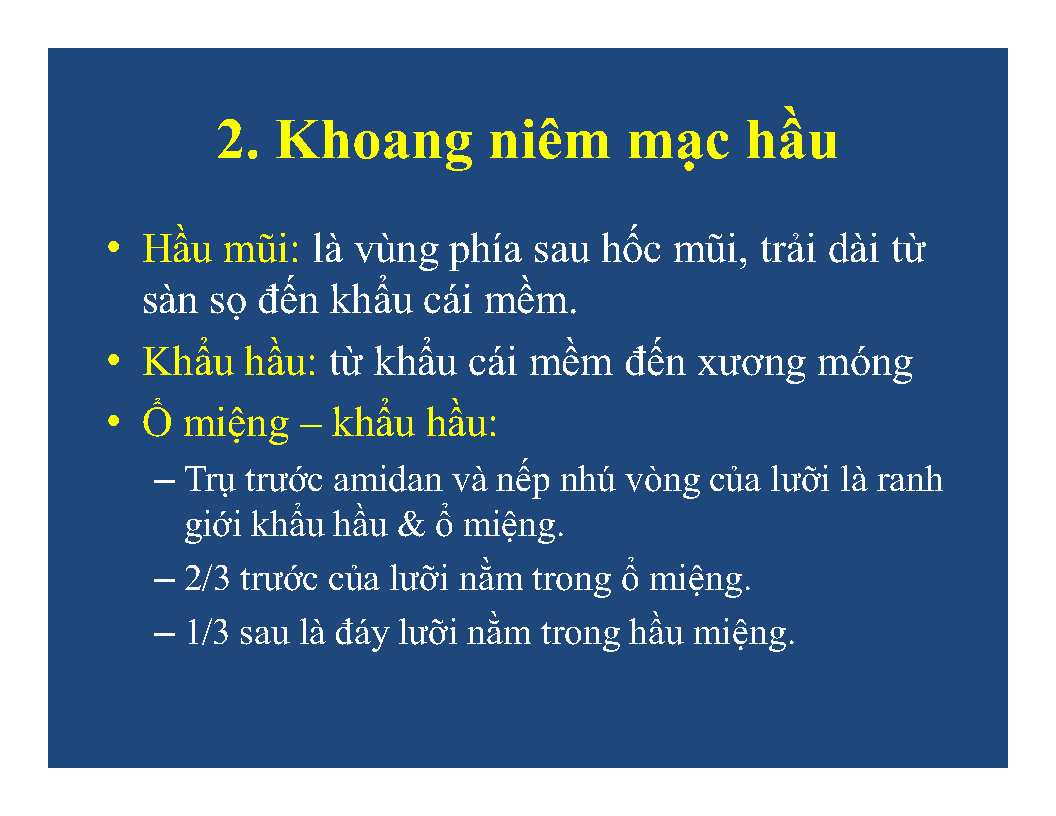 2. Khoang niêm mạc hầu
• Hầu mũi: là vùng phía sau hốc mũi, trải dài từ
sàn sọ đến khẩu cái mềm.
• Khẩu hầu: từ khẩu cái mềm đến xương móng
• Ổ miệng – khẩu hầu:
– Trụ trước amidan và nếp nhú vòng của lưỡi là ranh
giới khẩu hầu & ổ miệng.
– 2/3 trước của lưỡi nằm trong ổ miệng.
– 1/3 sau là đáy lưỡi nằm trong hầu miệng.